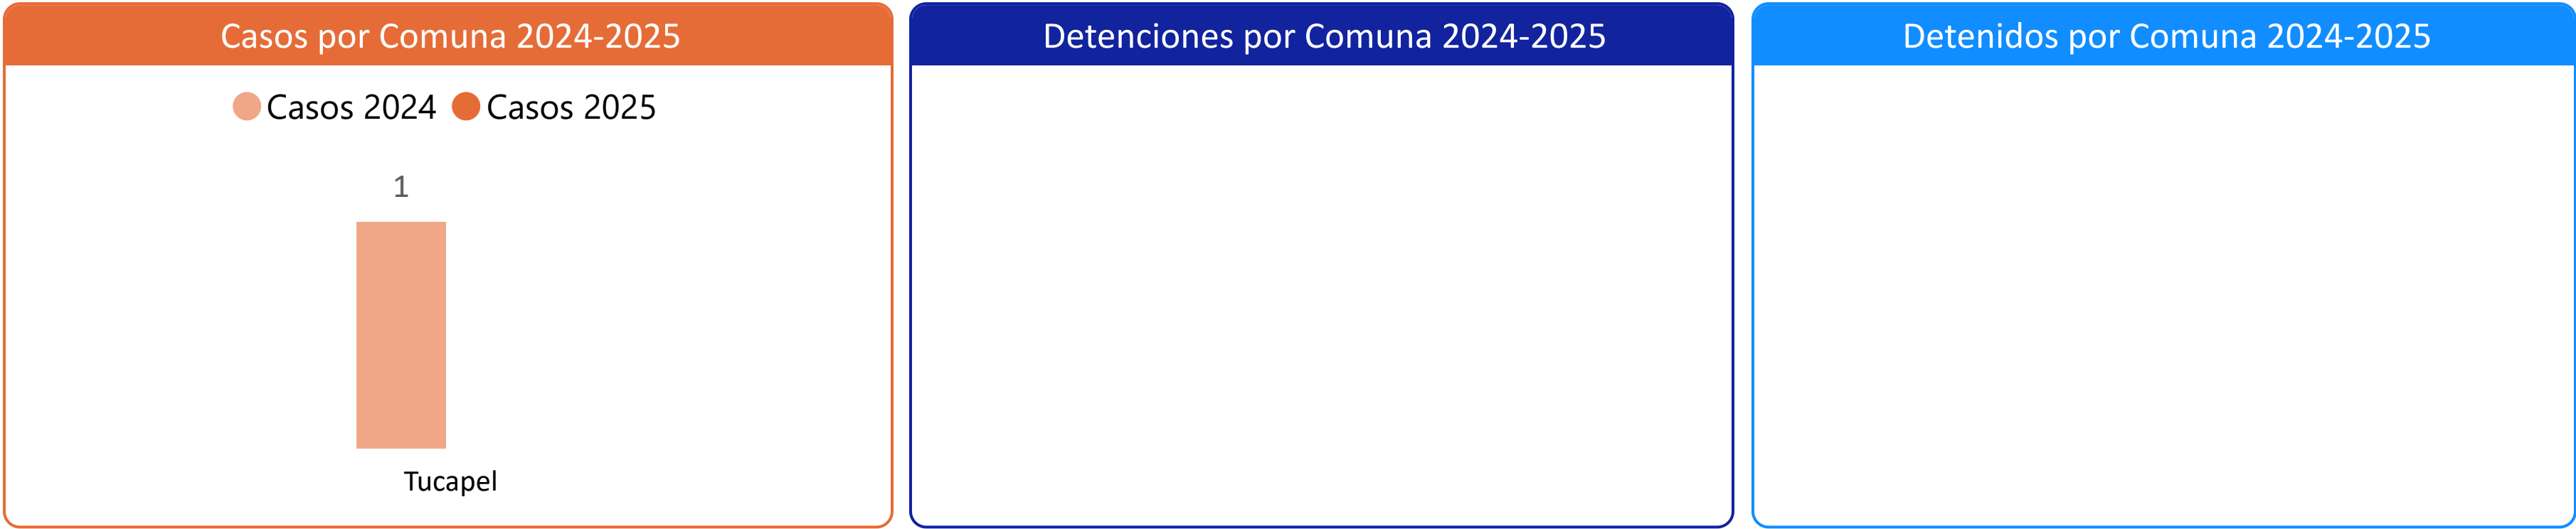 Casos por Comuna 2024-2025
Casos 2024 Casos 2025
1
Tucapel
Detenciones por Comuna 2024-2025
Detenidos por Comuna 2024-2025